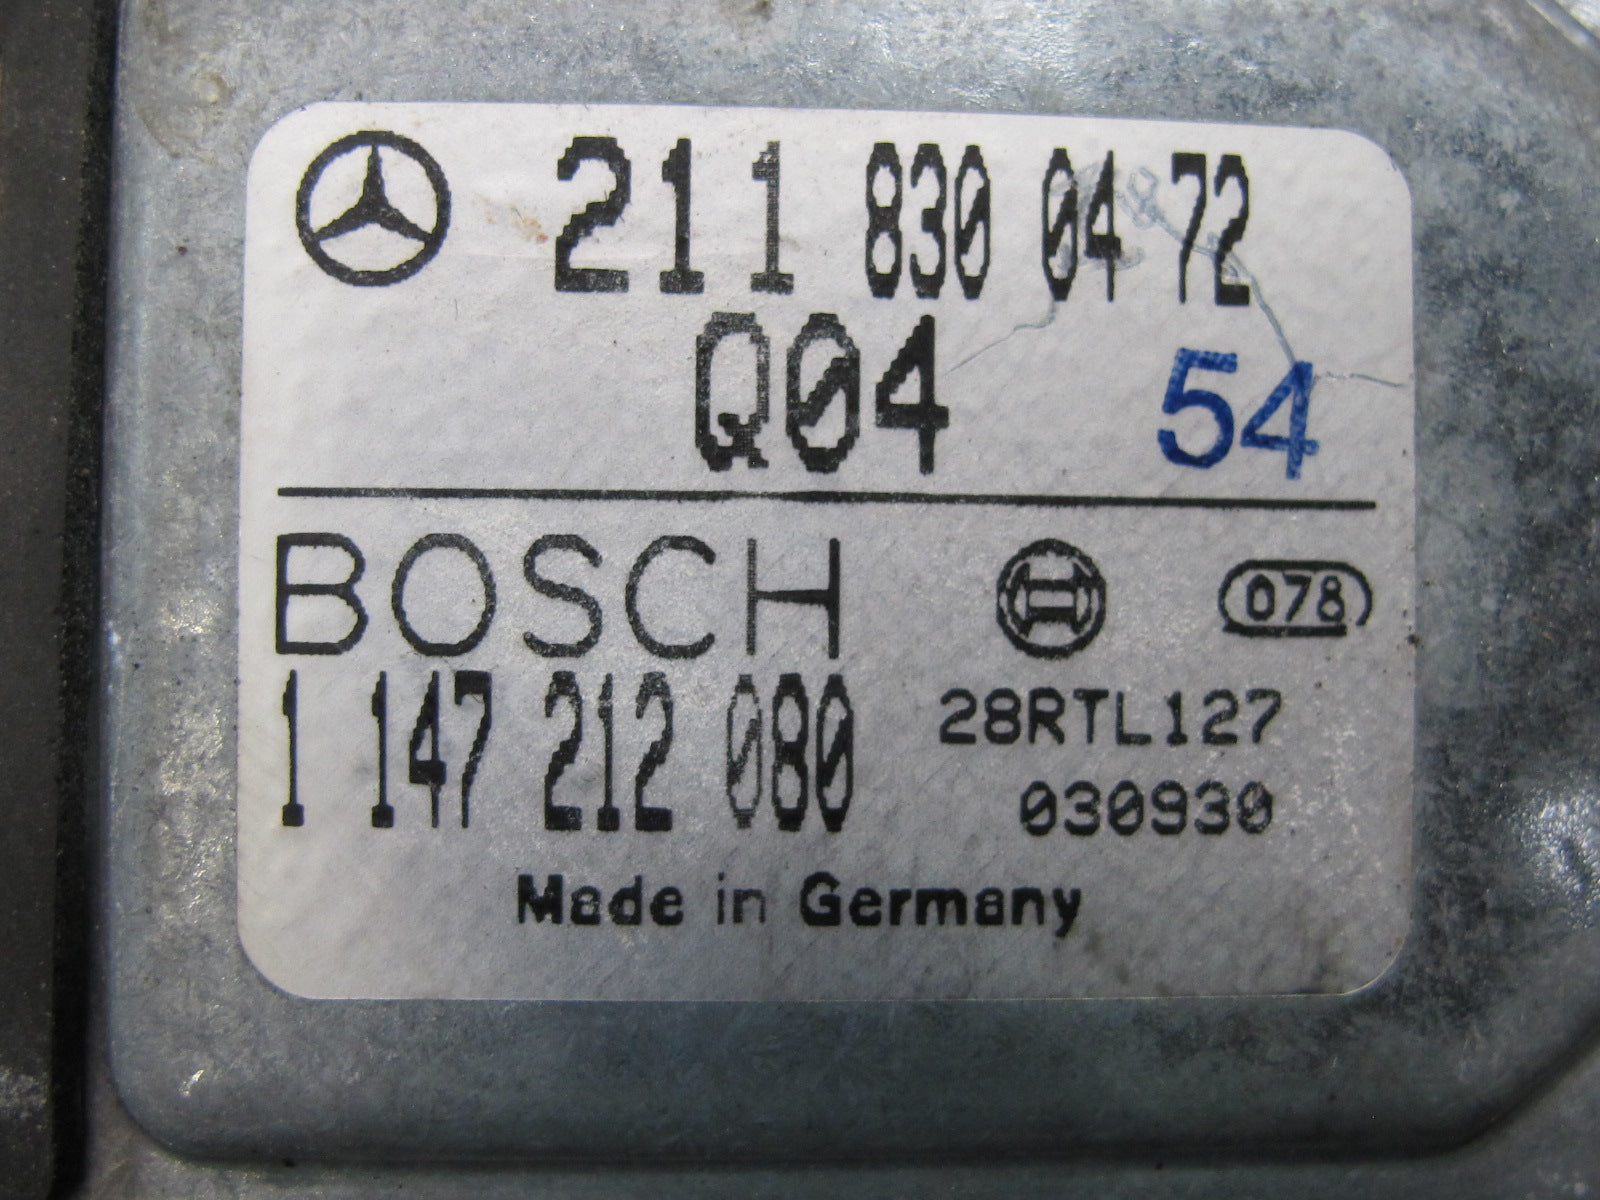 211 830 04 72
Q04 54
BOSCH 078
1 147 212 080 28RTL127
030930
Made in Germany